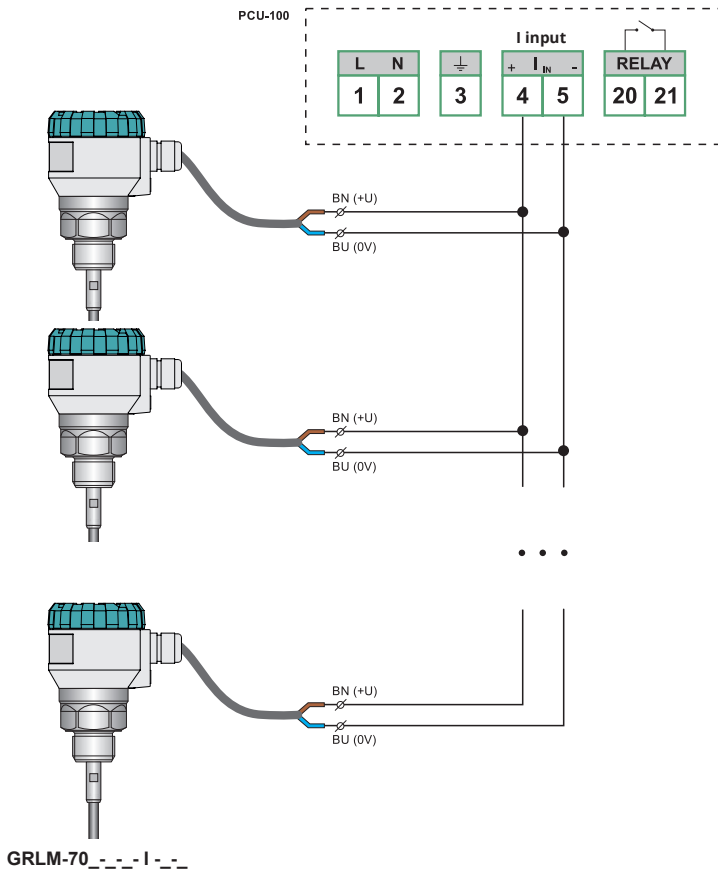 PCU-100
I input
L N
+ I IN -
RELAY
1 2 3 4 5 20 21
BN (+U)
BU (0V)
BN (+U)
BU (0V)
• • •
BN (+U)
BU (0V)
GRLM-70_-_-_- I -_-_